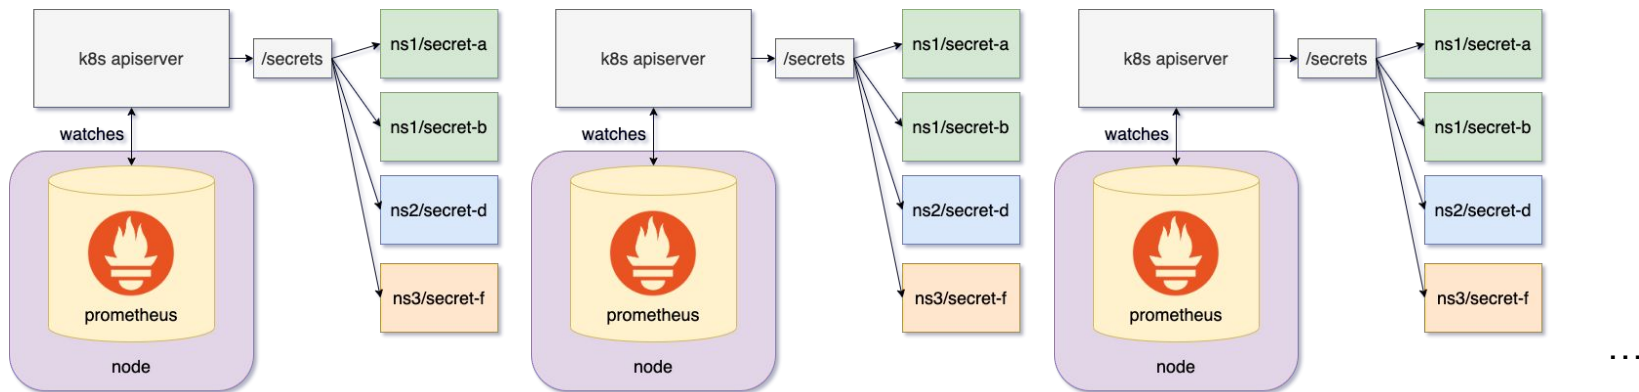 k8s apiserver
/secrets
ns1/secret-a
ns1/secret-b
ns2/secret-d
ns3/secret-f
watches
prometheus
node
k8s apiserver
/secrets
ns1/secret-a
ns1/secret-b
ns2/secret-d
ns3/secret-f
watches
prometheus
node
k8s apiserver
/secrets
ns1/secret-a
ns1/secret-b
ns2/secret-d
ns3/secret-f
watches
prometheus
node
...